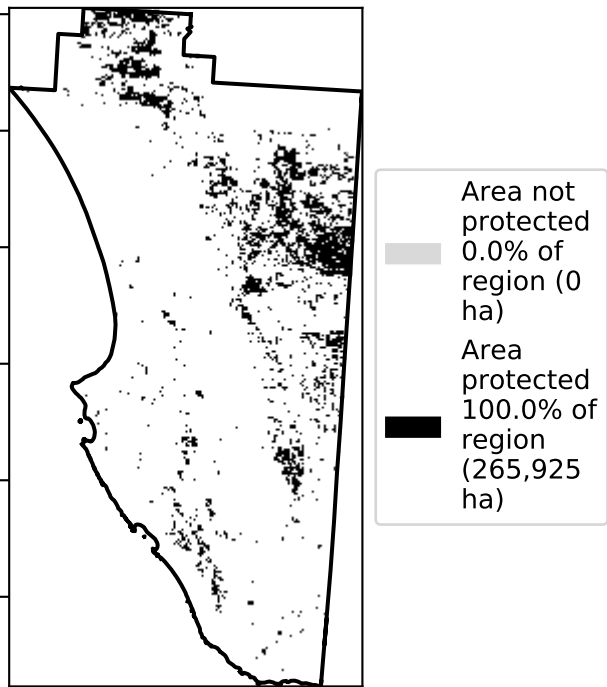 Area not
protected
0.0% of
region (0
ha)
Area
protected
100.0% of
region
(265,925
ha)